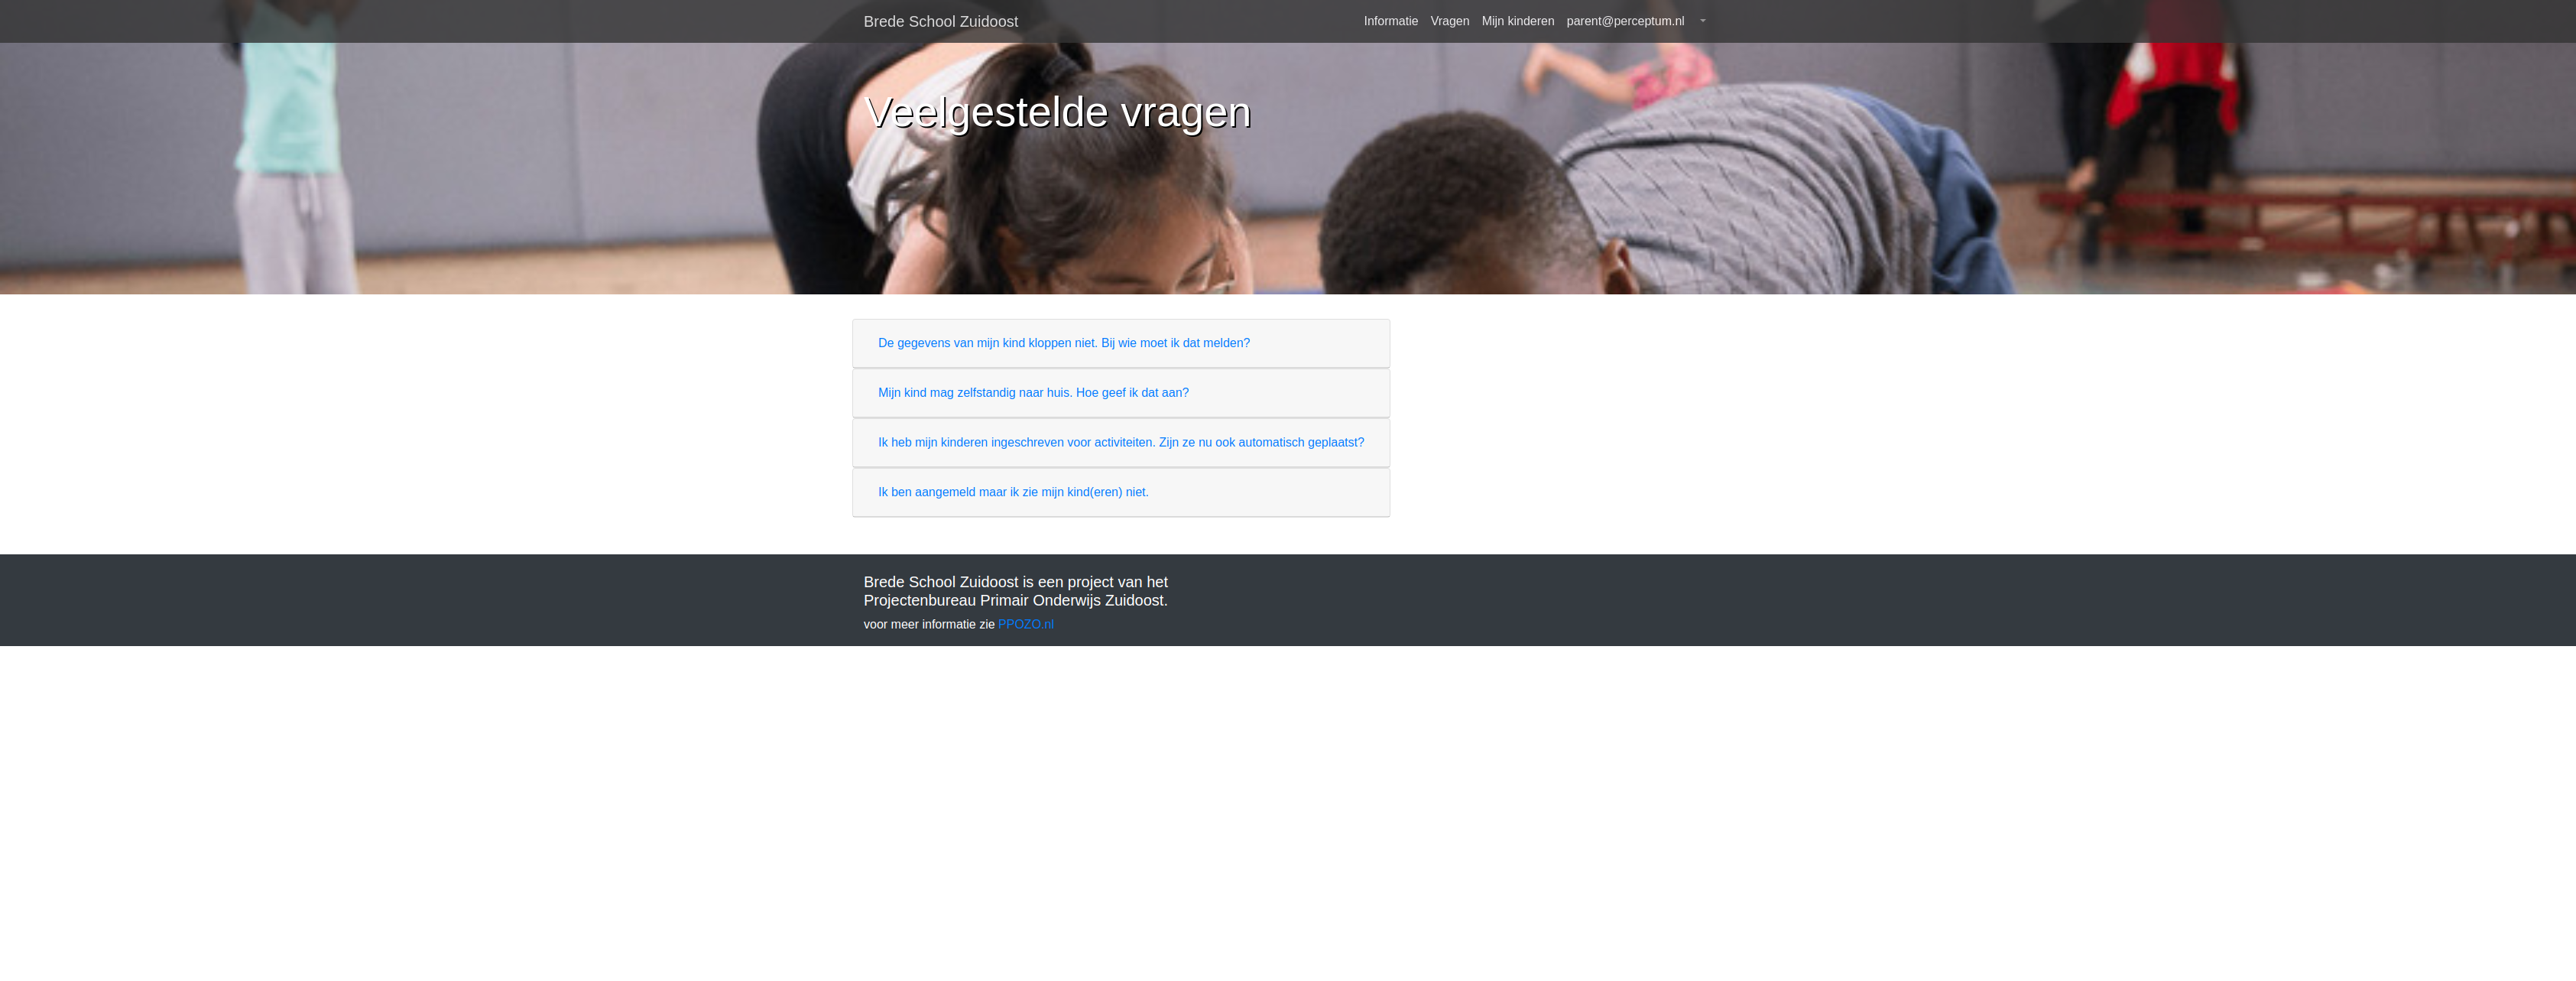 Brede School Zuidoost
Informatie
Vragen
Mijn kinderen
parent@perceptum.nl
Veelgestelde vragen
De gegevens van mijn kind kloppen niet. Bij wie moet ik dat melden?
Mijn kind mag zelfstandig naar huis. Hoe geef ik dat aan?
Ik heb mijn kinderen ingeschreven voor activiteiten. Zijn ze nu ook automatisch geplaatst?
Ik ben aangemeld maar ik zie mijn kind(eren) niet.
Brede School Zuidoost is een project van het
Projectenbureau Primair Onderwijs Zuidoost.
voor meer informatie zie PPOZO.nl